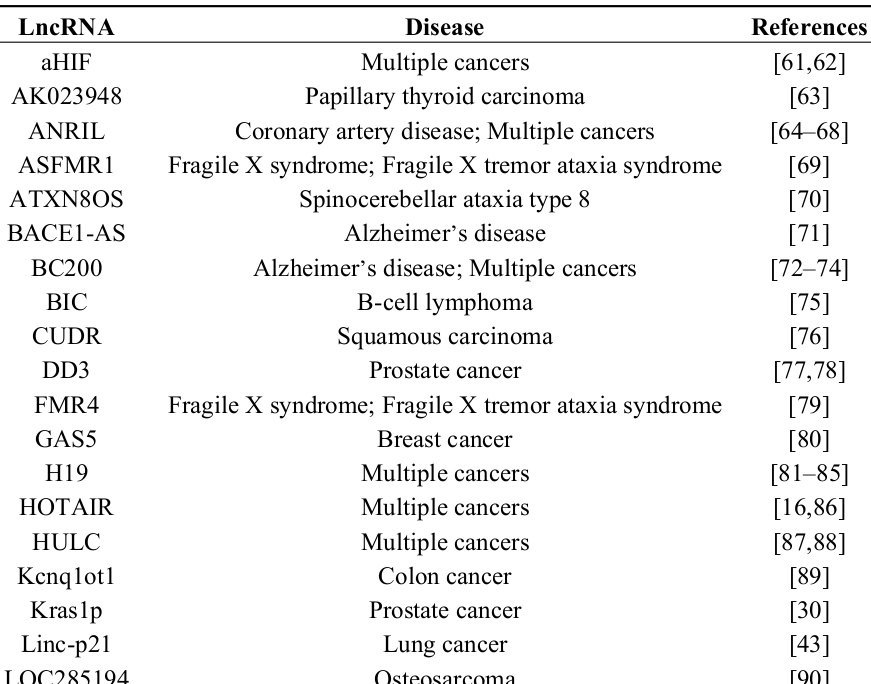 LncRNA Disease References
aHIF Multiple cancers [61,62]
AK023948 Papillary thyroid carcinoma [63]
ANRIL Coronary artery disease; Multiple cancers [64–68]
ASFMR1 Fragile X syndrome; Fragile X tremor ataxia syndrome [69]
ATXN8OS Spinocerebellar ataxia type 8 [70]
BACE1-AS Alzheimer’s disease [71]
BC200 Alzheimer’s disease; Multiple cancers [72–74]
BIC B-cell lymphoma [75]
CUDR Squamous carcinoma [76]
DD3 Prostate cancer [77,78]
FMR4 Fragile X syndrome; Fragile X tremor ataxia syndrome [79]
GAS5 Breast cancer [80]
H19 Multiple cancers [81–85]
HOTAIR Multiple cancers [16,86]
HULC Multiple cancers [87,88]
Kcnq1ot1 Colon cancer [89]
Kras1p Prostate cancer [30]
Linc-p21 Lung cancer [43]
LOC285194 Osteosarcoma [90]